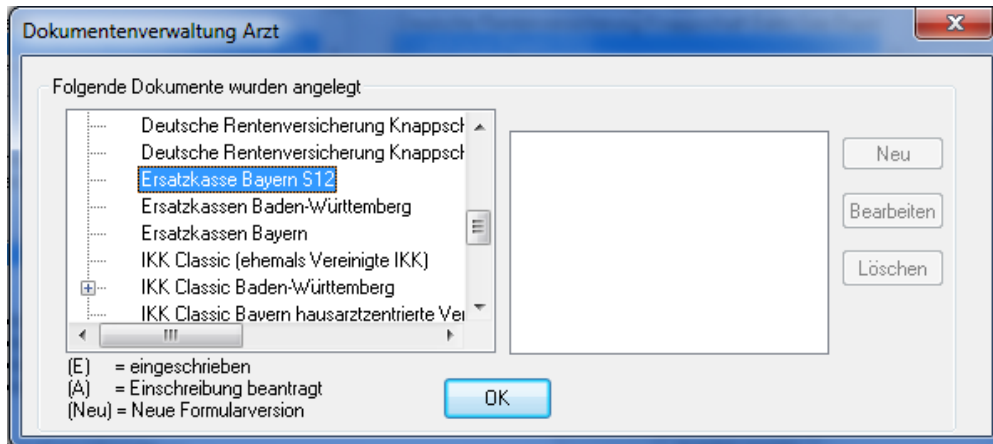 Dokumentenverwaltung Arzt
Folgende Dokumente wurden angelegt
Deutsche Rentenversicherung Knappsch
Deutsche Rentenversicherung Knappsch
Ersatzkasse Bayern S12
Ersatzkassen Baden-Württemberg
Ersatzkassen Bayern
IKK Classic (ehemals Vereinigte IKK)
IKK Classic Baden-Württemberg
IKK Classic Bayern hausarztzentrierte Ver
Neu
Bearbeiten
Löschen
(E) = eingeschrieben
(A) = Einschreibung beantragt
(Neu) = Neue Formularversion
OK